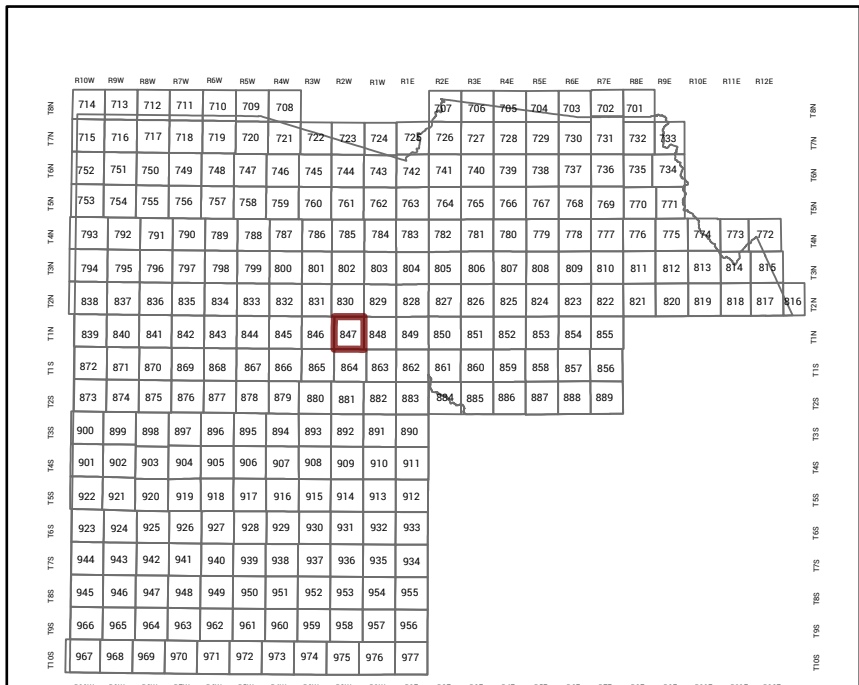 R10W R9W R8W R7W R6W R5W R4W R3W R2W R1W R1E R2E R3E R4E R5E R6E R7E R8E R9E R10E R11E R12E
T8N 714 713 712 711 710 709 708 707 706 705 704 703 702 701 T8N
T7N 715 716 717 718 719 720 721 722 723 724 725 726 727 728 729 730 731 732 733 T7N
T6N 752 751 750 749 748 747 746 745 744 743 742 741 740 739 738 737 736 735 734 T6N
T5N 753 754 755 756 757 758 759 760 761 762 763 764 765 766 767 768 769 770 771 T5N
T4N 793 792 791 790 789 788 787 786 785 784 783 782 781 780 779 778 777 776 775 774 773 772 T4N
T3N 794 795 796 797 798 799 800 801 802 803 804 805 806 807 808 809 810 811 812 813 814 815 T3N
T2N 838 837 836 835 834 833 832 831 830 829 828 827 826 825 824 823 822 821 820 819 818 817 816 T2N
T1N 839 840 841 842 843 844 845 846 847 848 849 850 851 852 853 854 855 T1N
T1S 872 871 870 869 868 867 866 865 864 863 862 861 860 859 858 857 856 T1S
T2S 873 874 875 876 877 878 879 880 881 882 883 884 885 886 887 888 889 T2S
T3S 900 899 898 897 896 895 894 893 892 891 890 T3S
T4S 901 902 903 904 905 906 907 908 909 910 911 T4S
T5S 922 921 920 919 918 917 916 915 914 913 912 T5S
T6S 923 924 925 926 927 928 929 930 931 932 933 T6S
T7S 944 943 942 941 940 939 938 937 936 935 934 T7S
T8S 945 946 947 948 949 950 951 952 953 954 955 T8S
T9S 966 965 964 963 962 961 960 959 958 957 956 T9S
T10S 967 968 969 970 971 972 973 974 975 976 977 T10S